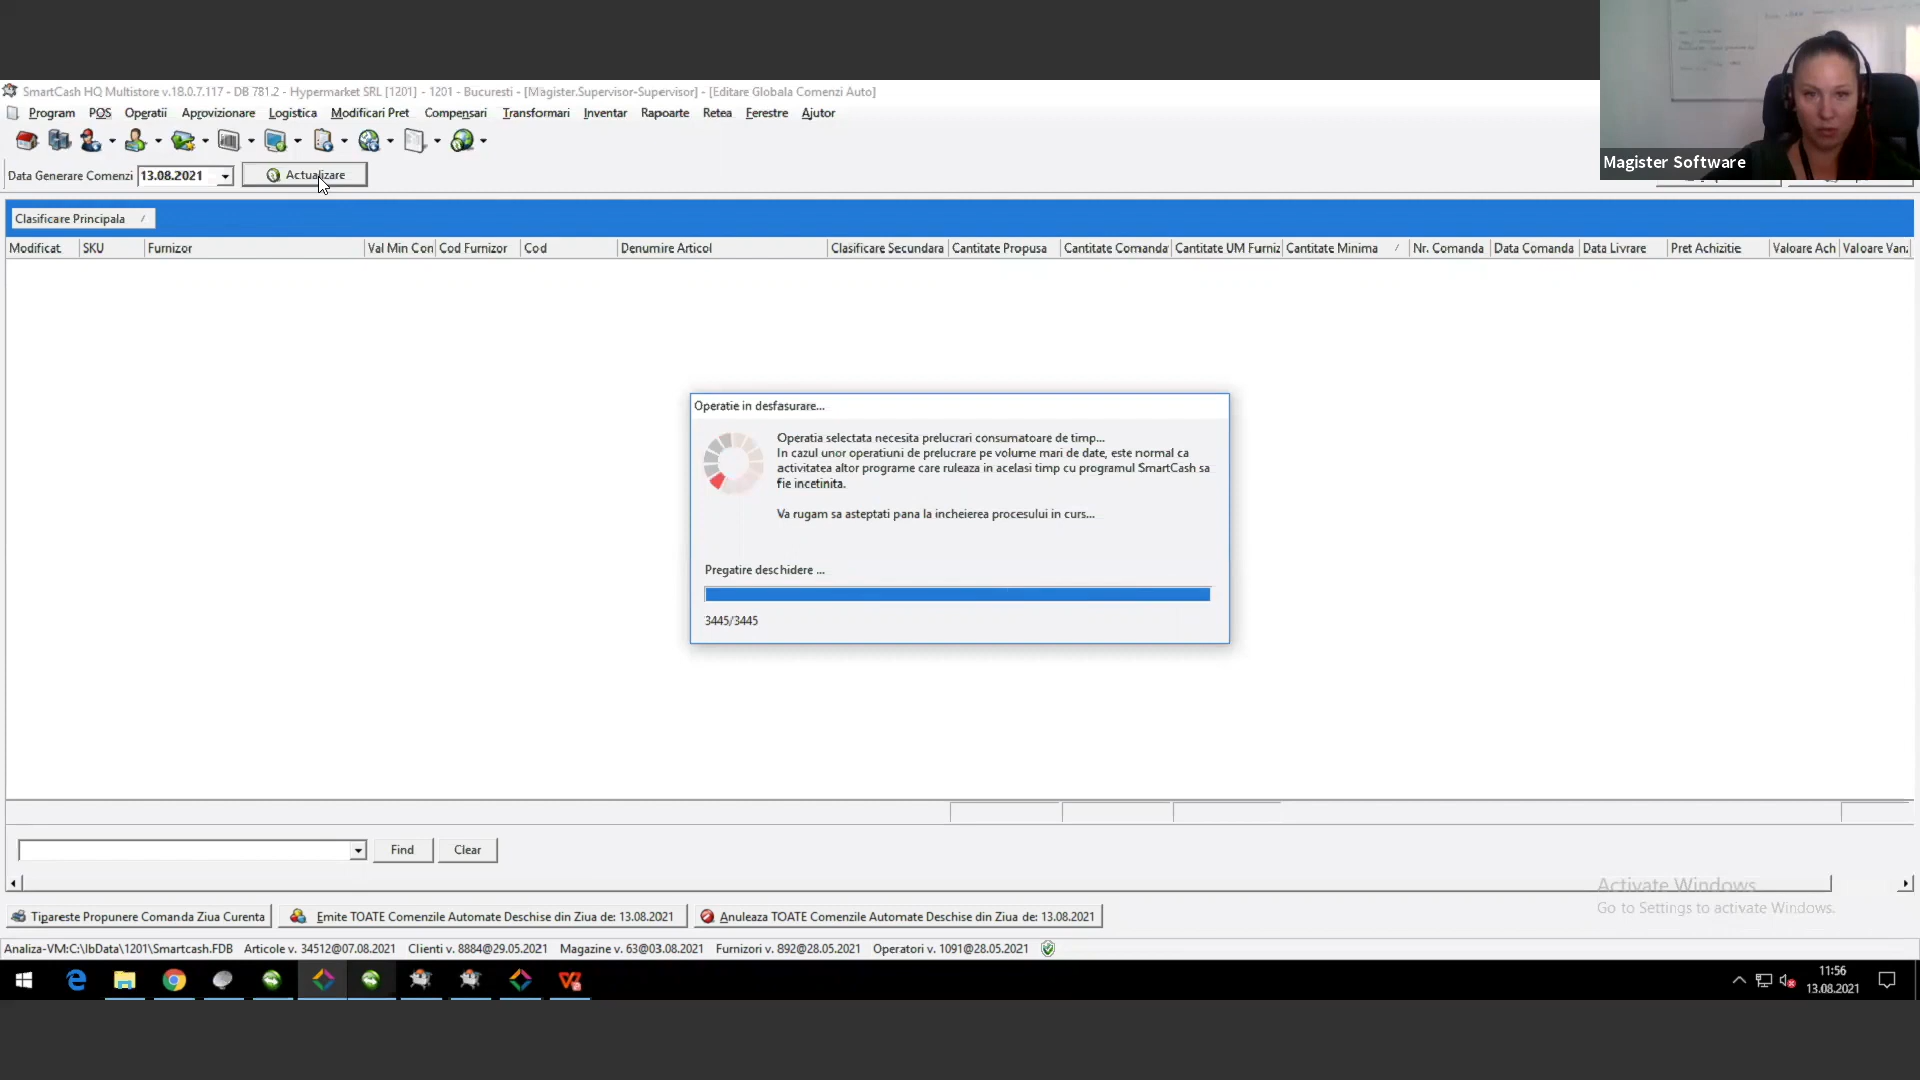 SmartCash HQ Multistore v.18.0.7.117 - DB 781.2 - Hypermarket SRL [1201] - 1201 - Bucuresti - [Magister.Supervisor-Supervisor] - [Editare Globala Comenzi Auto]
Program POS Operatii Aprovizionare Logistica Modificari Pret Compensari Transformari Inventar Rapoarte Retea Ferestre Ajutor
Magister Software
Data Generare Comenzi 13.08.2021 Actualizare
Clasificare Principala
Modificat SKU Furnizor Val Min Con Cod Furnizor Cod Denumire Articol Clasificare Secundara Cantitate Propusa Cantitate Comanda Cantitate UM Furniz Cantitate Minima Nr. Comanda Data Comanda Data Livrare Pret Achizitie Valoare Ach Valoare Van
Operatie in desfasurare...
Operatia selectata necesita prelucrari consumatoare de timp...
In cazul unor operatiuni de prelucrare pe volume mari de date, este normal ca
activitatea altor programe care ruleaza in acelasi timp cu programul SmartCash sa
fie incetinita.
Va rugam sa asteptati pana la incheierea procesului in curs...
Pregatire deschidere ...
3445/3445
Find Clear
Activate Windows
Go to Settings to activate Windows.
Tipareste Propunere Comanda Ziua Curenta Emite TOATE Comenzile Automate Deschise din Ziua de: 13.08.2021 Anuleaza TOATE Comenzile Automate Deschise din Ziua de: 13.08.2021
Analiza-VM:C:\IbData\1201\Smartcash.FDB Articole v. 34512@07.08.2021 Clienti v. 8884@29.05.2021 Magazine v. 63@03.08.2021 Furnizori v. 892@28.05.2021 Operatori v. 1091@28.05.2021
11:56
13.08.2021